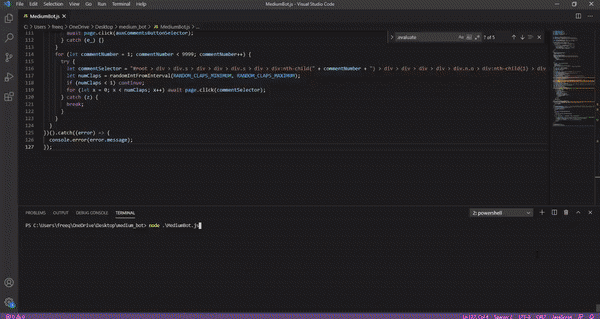 File Edit Selection View Go Run Terminal Help
MediumBot.js - Visual Studio Code
MediumBot.js
C: > Users > freeq > OneDrive > Desktop > medium_bot > MediumBot.js > ...
.evaluate
? of 5
111 await page.click(
112 } catch (e_) {}
113 }
114 for (let commentNumber = 1; commentNumber < 9999; commentNumber++) {
115 try {
116 let commentSelector = "#root > div > div.s > div > div > div.s > div > div:nth-child(" + commentNumber + ") > div > div > div > div > div > div.n.o > div:nth-child(1) > div
117 let numClaps = randomIntFromInterval(RANDOM_CLAPS_MINIMUM, RANDOM_CLAPS_MAXIMUM);
118 if (numClaps < 1) continue;
119 for (let x = 0; x < numClaps; x++) await page.click(commentSelector);
120 } catch (z) {
121 break;
122 }
123 }
124 }
125 })().catch((error) => {
126 console.error(error.message);
127 });
PROBLEMS OUTPUT DEBUG CONSOLE TERMINAL
2: powershell
PS C:\Users\freeq\OneDrive\Desktop\medium_bot> node .\MediumBot.js